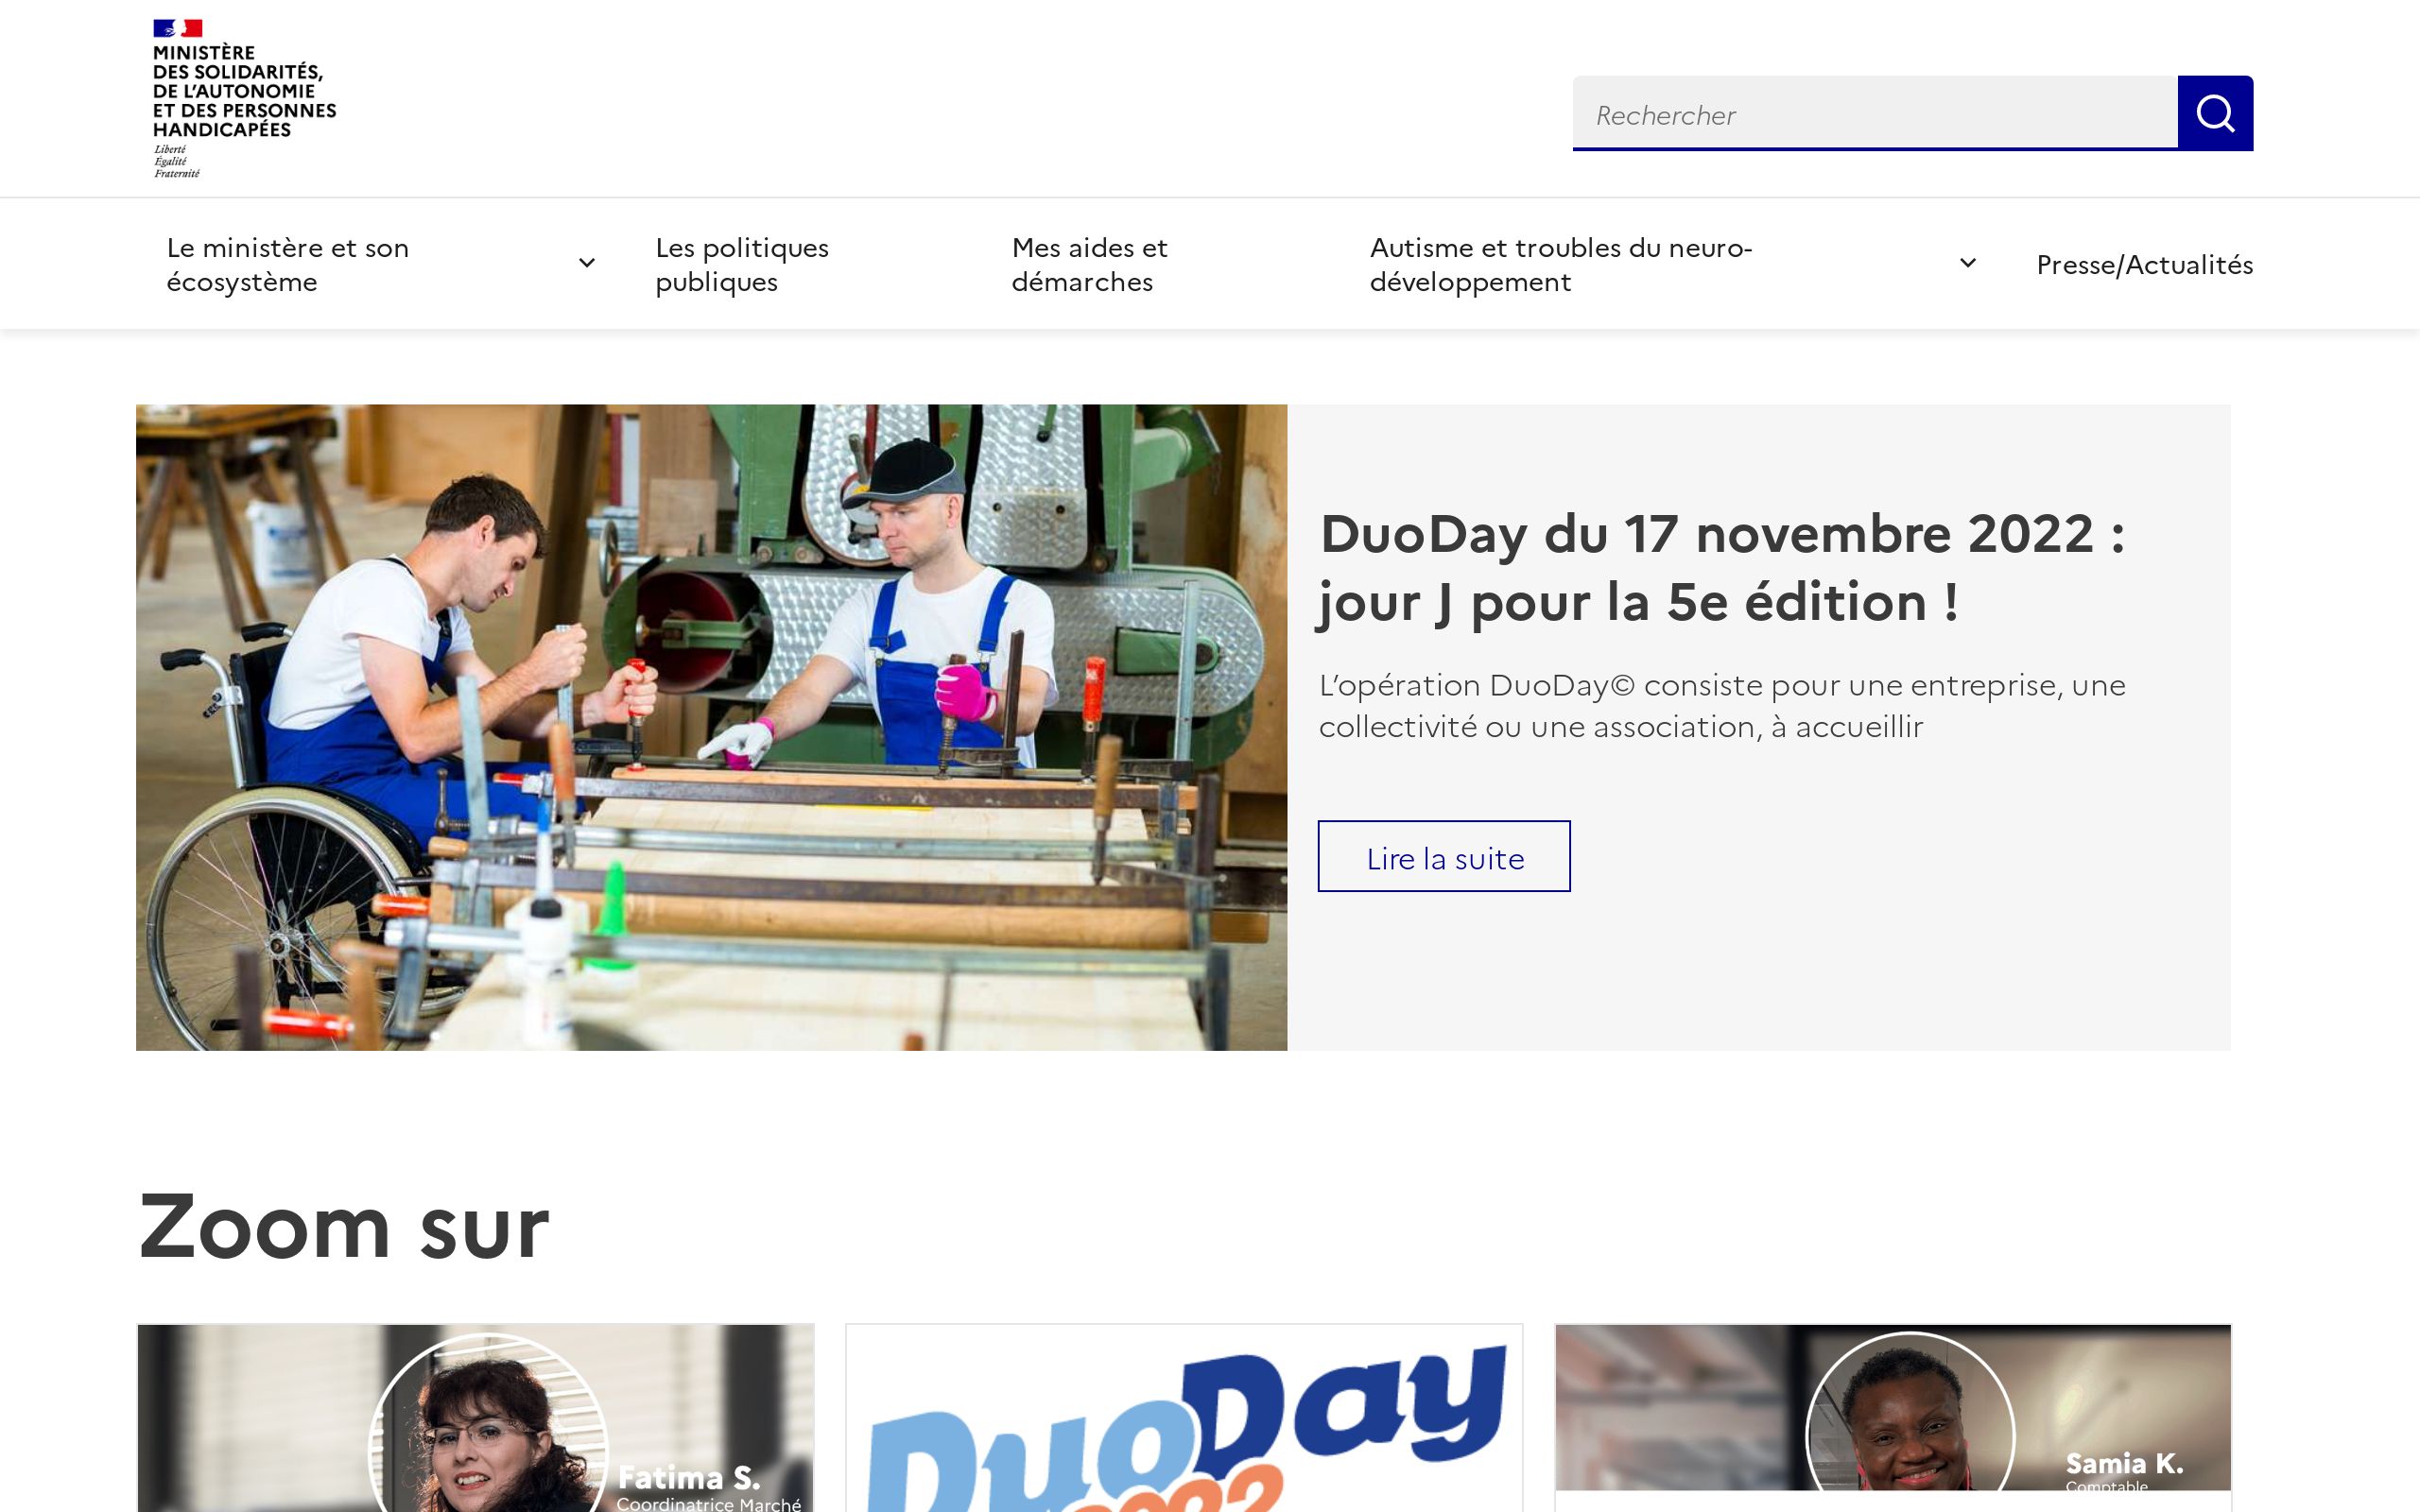 MINISTÈRE
DES SOLIDARITÉS,
DE L'AUTONOMIE
ET DES PERSONNES
HANDICAPÉES
Liberté
Égalité
Fraternité
Rechercher
Le ministère et son
écosystème
Les politiques
publiques
Mes aides et
démarches
Autisme et troubles du neuro-
développement
Presse/Actualités
DuoDay du 17 novembre 2022 :
jour J pour la 5e édition !
L’opération DuoDay© consiste pour une entreprise, une
collectivité ou une association, à accueillir
Lire la suite
Zoom sur
Fatima S.
Coordinatrice Marché
DuoDay
2022
Samia K.
Comptable